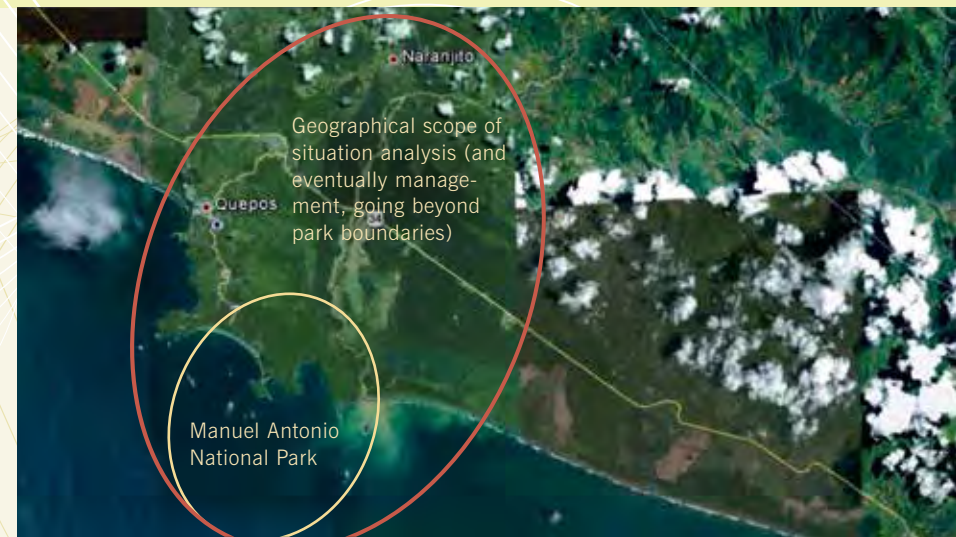 Naranjito
Geographical scope of
situation analysis (and
eventually manage-
ment, going beyond
park boundaries)
Quepos
34
Manuel Antonio
National Park